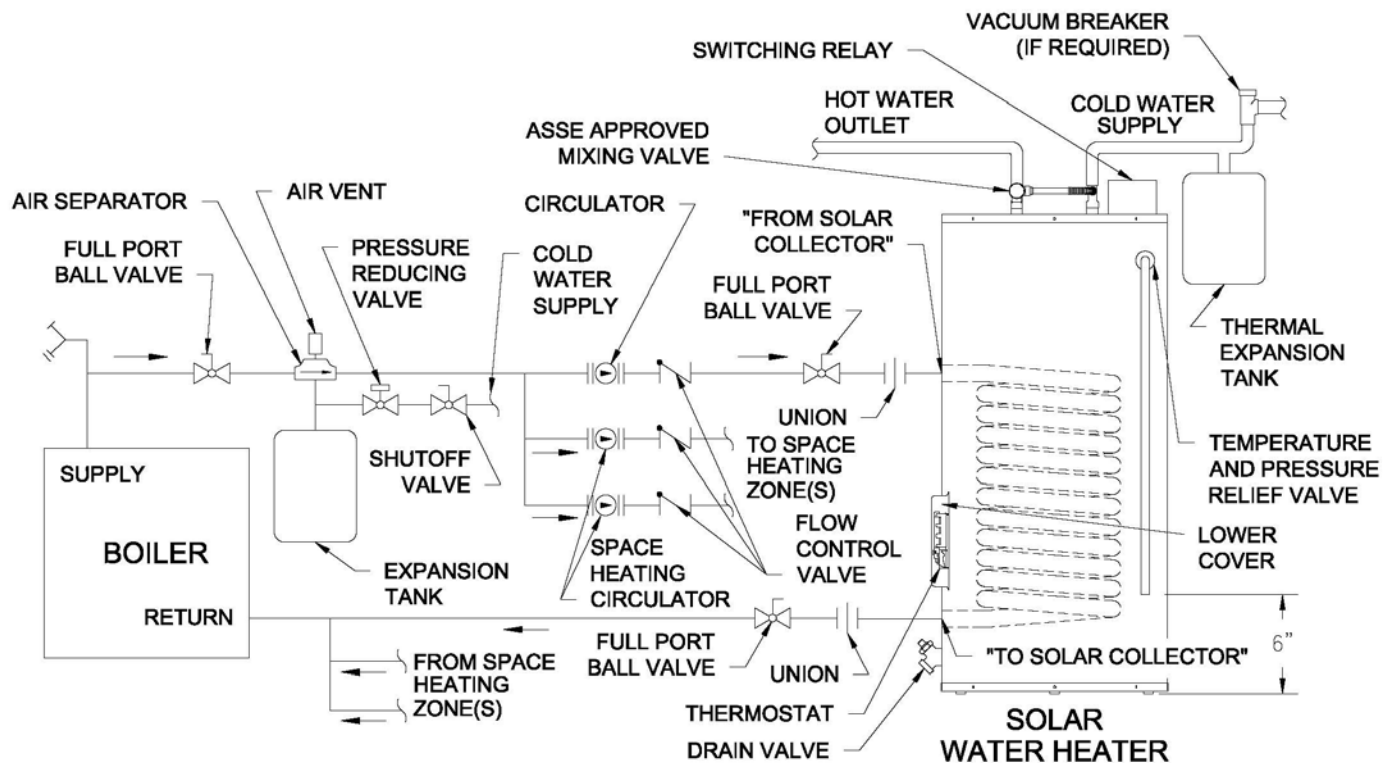 VACUUM BREAKER
(IF REQUIRED)
SWITCHING RELAY
HOT WATER
OUTLET
COLD WATER
SUPPLY
ASSE APPROVED
MIXING VALVE
AIR VENT
AIR SEPARATOR
CIRCULATOR
"FROM SOLAR
COLLECTOR"
FULL PORT
BALL VALVE
PRESSURE
REDUCING
VALVE
COLD
WATER
SUPPLY
FULL PORT
BALL VALVE
THERMAL
EXPANSION
TANK
UNION
SUPPLY
SHUTOFF
VALVE
TO SPACE
HEATING
ZONE(S)
TEMPERATURE
AND PRESSURE
RELIEF VALVE
BOILER
FLOW
CONTROL
VALVE
LOWER
COVER
SPACE
HEATING
CIRCULATOR
EXPANSION
TANK
RETURN
FULL PORT
BALL VALVE
6"
FROM SPACE
HEATING
ZONE(S)
UNION
"TO SOLAR COLLECTOR"
THERMOSTAT
DRAIN VALVE
SOLAR
WATER HEATER